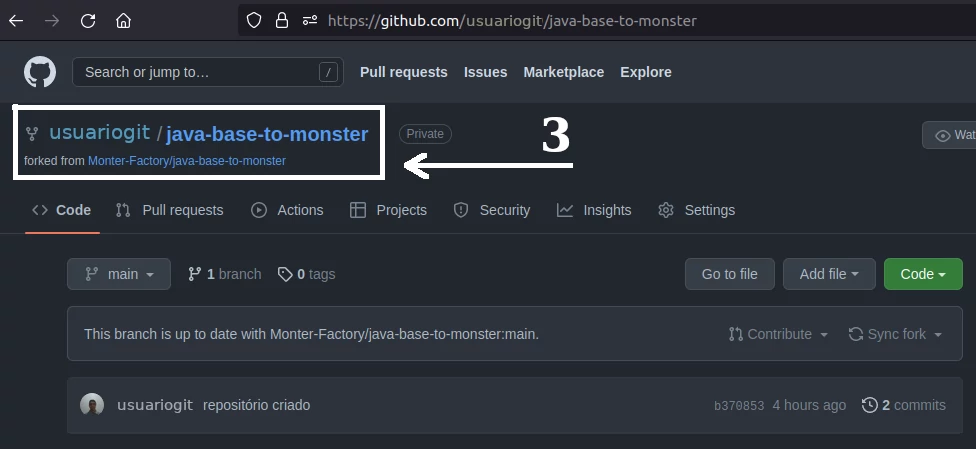 https://github.com/usuariogit/java-base-to-monster
Search or jump to… / Pull requests Issues Marketplace Explore
usuariogit / java-base-to-monster Private 3
forked from Monter-Factory/java-base-to-monster
Wat
Code Pull requests Actions Projects Security Insights Settings
main 1 branch 0 tags Go to file Add file Code
This branch is up to date with Monter-Factory/java-base-to-monster:main. Contribute Sync fork
usuariogit repositório criado b370853 4 hours ago 2 commits